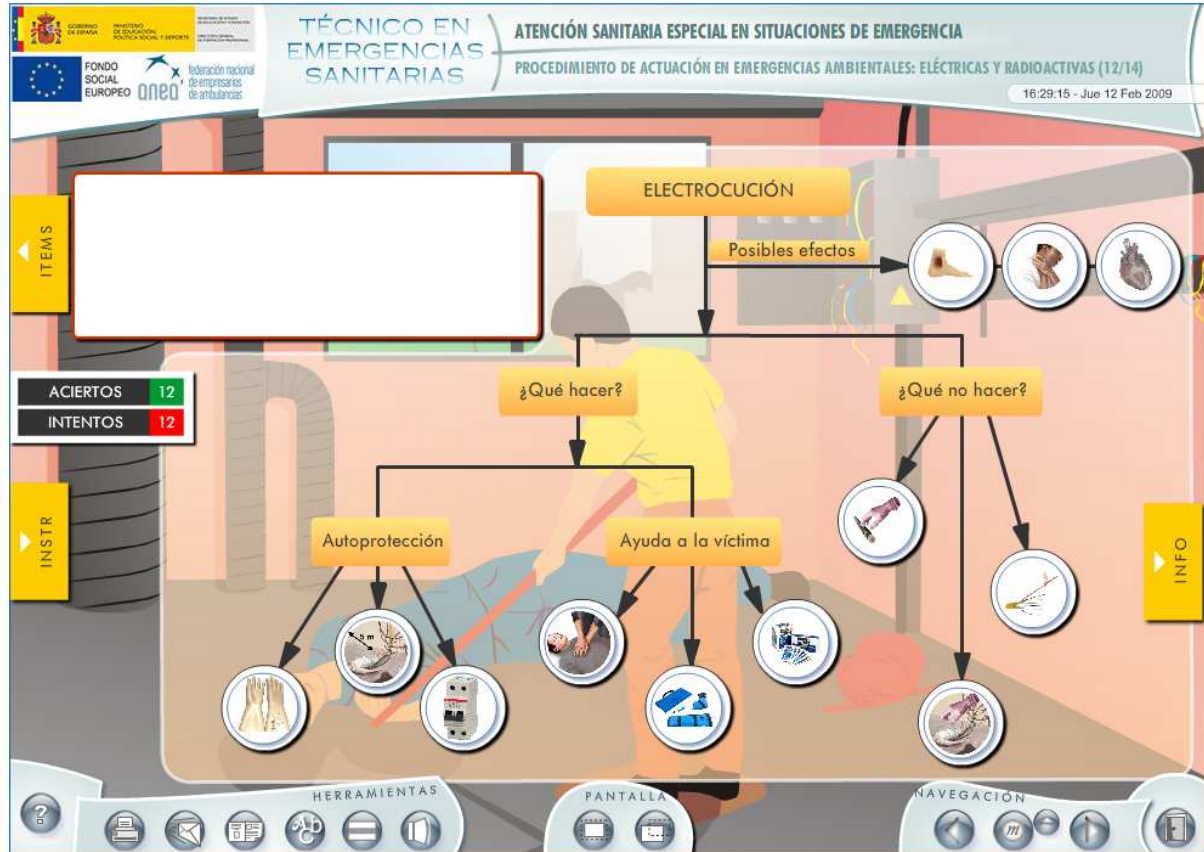 GOBIERNO
DE ESPAÑA
MINISTERIO
DE EDUCACIÓN,
POLÍTICA SOCIAL Y DEPORTE
FONDO
SOCIAL
EUROPEO
anea
federación nacional
de empresarios
de ambulancias
TÉCNICO EN
EMERGENCIAS
SANITARIAS
ATENCIÓN SANITARIA ESPECIAL EN SITUACIONES DE EMERGENCIA
PROCEDIMIENTO DE ACTUACIÓN EN EMERGENCIAS AMBIENTALES: ELÉCTRICAS Y RADIOACTIVAS (12/14)
16:29:15 - Jue 12 Feb 2009
ITEMS
ELECTROCUCIÓN
Posibles efectos
ACIERTOS 12
INTENTOS 12
¿Qué hacer?
¿Qué no hacer?
INSTR
Autoprotección
Ayuda a la víctima
INFO
5 m
HERRAMIENTAS
PANTALLA
NAVEGACIÓN
?
Abc
m